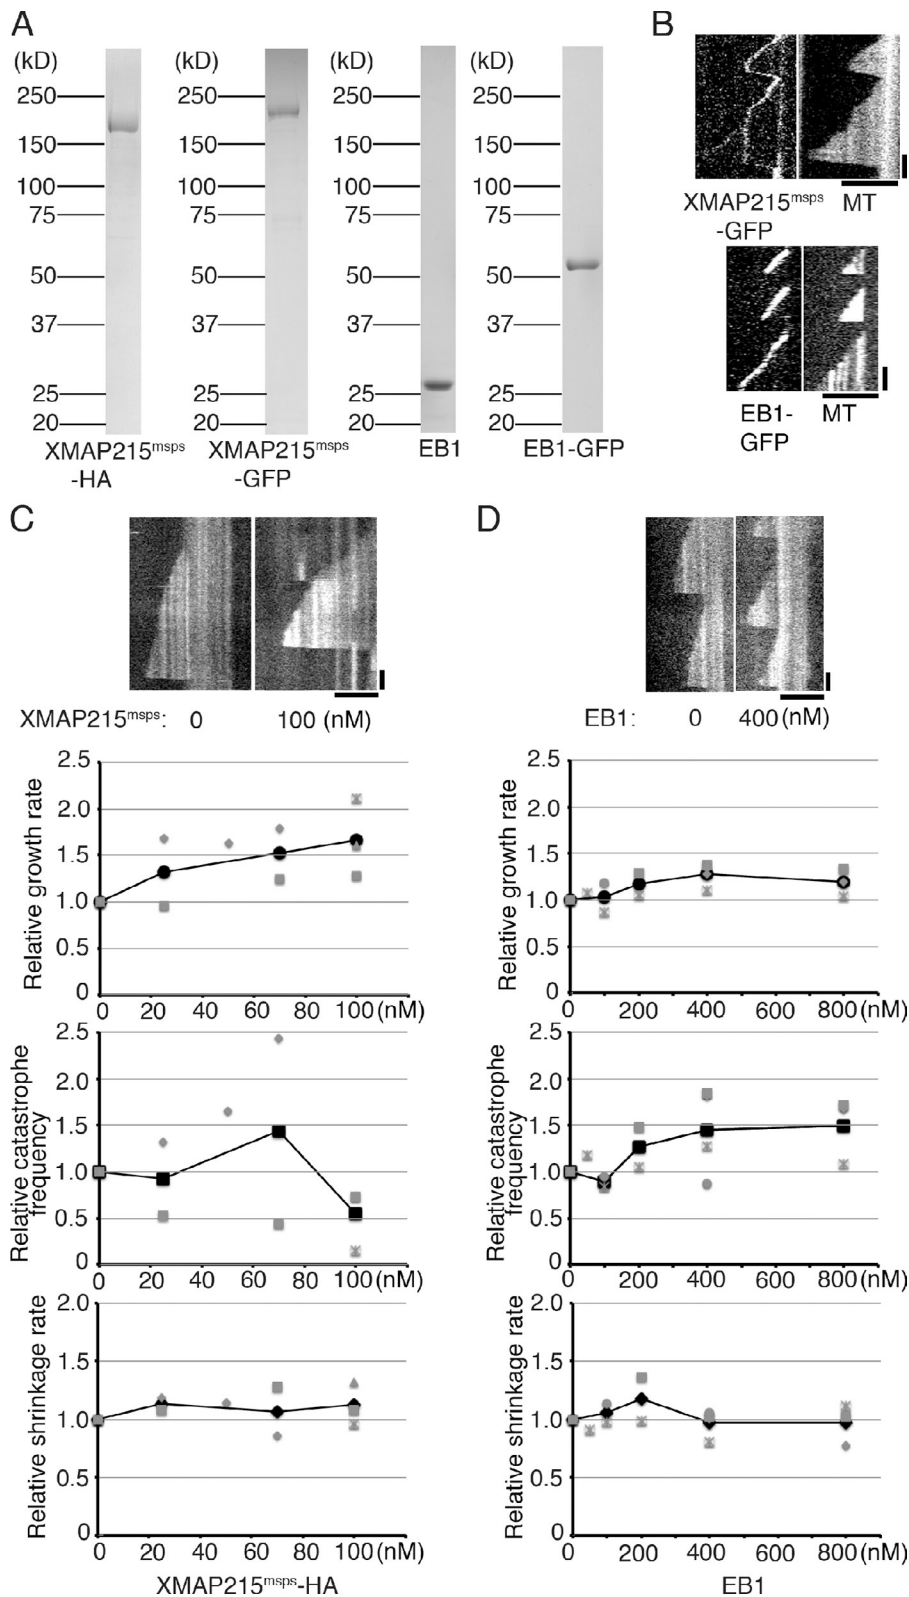 A
B
(kD) (kD) (kD) (kD)
250 250 250 250
150 150 150 150
100 100 100 100
75 75 75 75
50 50 50 50
37 37 37 37
25 25 25 25
20 20 20 20
XMAP215msps
-HA
XMAP215msps
-GFP
EB1
EB1-GFP
XMAP215msps
-GFP
MT
EB1-
GFP
MT
C
XMAP215msps: 0 100 (nM)
Relative growth rate
2.5
2.0
1.5
1.0
0.5
0
0 20 40 60 80 100 (nM)
Relative catastrophe
frequency
2.5
2.0
1.5
1.0
0.5
0
0 20 40 60 80 100 (nM)
Relative shrinkage rate
2.0
1.5
1.0
0.5
0
0 20 40 60 80 100 (nM)
XMAP215msps-HA
D
EB1: 0 400 (nM)
Relative growth rate
2.5
2.0
1.5
1.0
0.5
0
0 200 400 600 800 (nM)
Relative catastrophe
frequency
2.5
2.0
1.5
1.0
0.5
0
0 200 400 600 800 (nM)
Relative shrinkage rate
2.0
1.5
1.0
0.5
0
0 200 400 600 800 (nM)
EB1